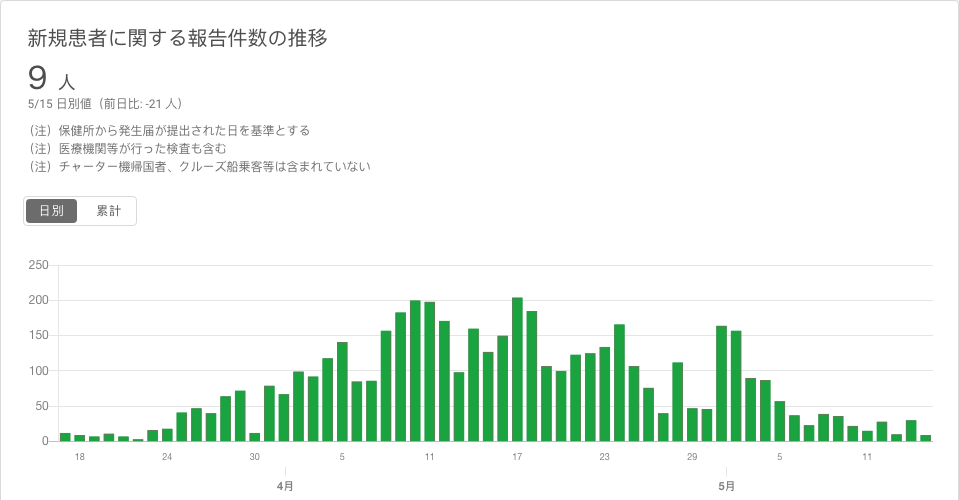 新規患者に関する報告件数の推移
9 人
5/15 日別値（前日比: -21 人）
（注）保健所から発生届が提出された日を基準とする
（注）医療機関等が行った検査も含む
（注）チャーター機帰国者、クルーズ船乗客等は含まれていない
日別 累計
250
200
150
100
50
0
18 24 30 5 11 17 23 29 5 11
4月 5月